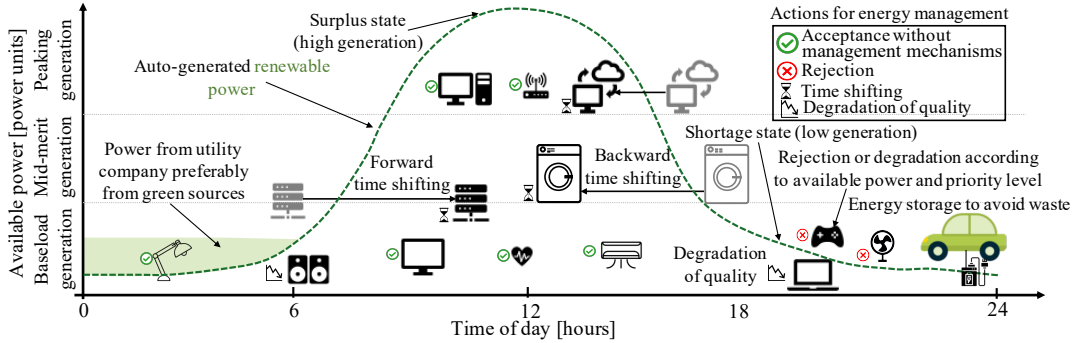 Available power [power units]
Peaking
generation
Mid-merit
generation
Baseload
generation
Surplus state
(high generation)
Auto-generated renewable
power
Power from utility
company preferably
from green sources
Forward
time shifting
Backward
time shifting
Actions for energy management
Acceptance without
management mechanisms
Rejection
Time shifting
Degradation of quality
Shortage state (low generation)
Rejection or degradation according
to available power and priority level
Energy storage to avoid waste
Degradation
of quality
0
6
12
18
24
Time of day [hours]